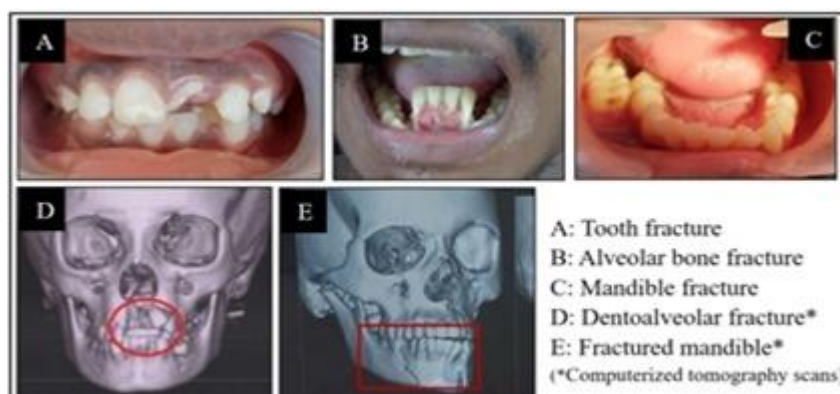 A
B
C
D
E
A: Tooth fracture
B: Alveolar bone fracture
C: Mandible fracture
D: Dentoalveolar fracture*
E: Fractured mandible*
(*Computerized tomography scans)